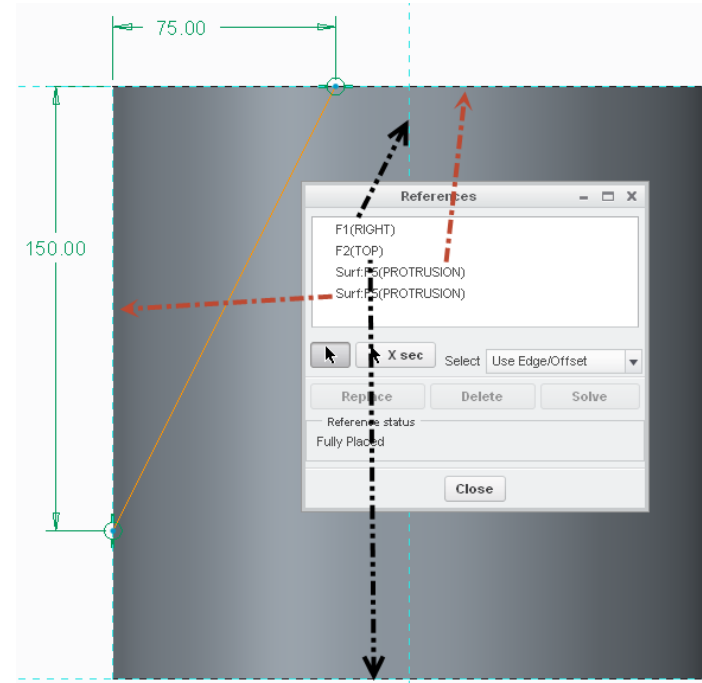 75.00
150.00
References
F1(RIGHT)
F2(TOP)
Surf:F5(PROTRUSION)
Surf:F5(PROTRUSION)
X sec
Select
Use Edge/Offset
Replace
Delete
Solve
Reference status
Fully Placed
Close